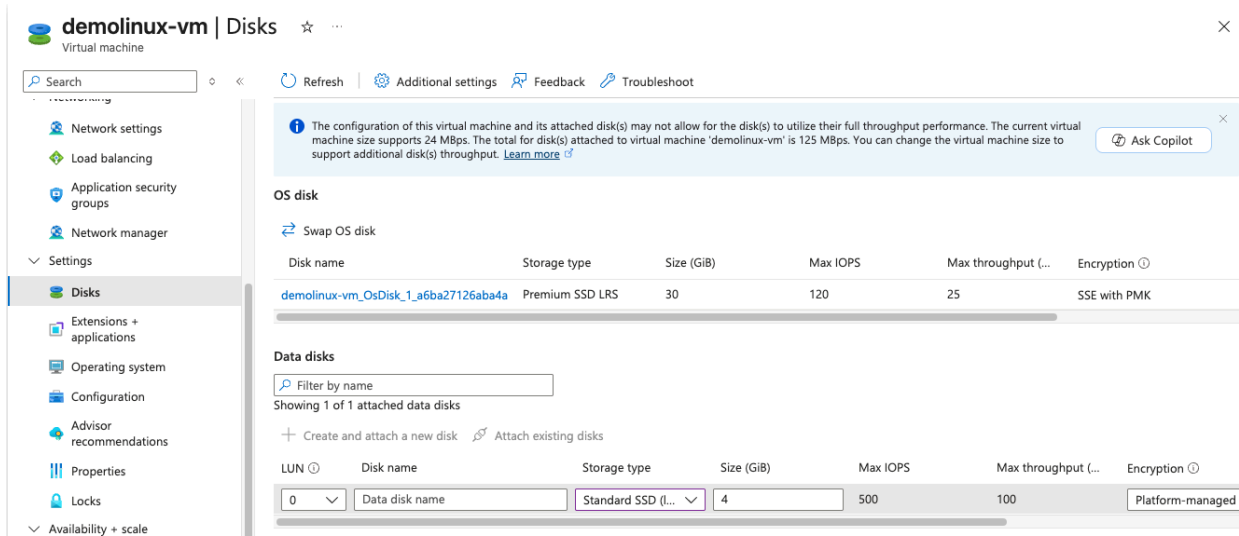 demolinux-vm | Disks
Virtual machine
Search
Networking
Network settings
Load balancing
Application security
groups
Network manager
Settings
Disks
Extensions +
applications
Operating system
Configuration
Advisor
recommendations
Properties
Locks
Availability + scale
Refresh Additional settings Feedback Troubleshoot
The configuration of this virtual machine and its attached disk(s) may not allow for the disk(s) to utilize their full throughput performance. The current virtual
machine size supports 24 MBps. The total for disk(s) attached to virtual machine 'demolinux-vm' is 125 MBps. You can change the virtual machine size to
support additional disk(s) throughput. Learn more
Ask Copilot
OS disk
Swap OS disk
Disk name Storage type Size (GiB) Max IOPS Max throughput (... Encryption
demolinux-vm_OsDisk_1_a6ba27126aba4a Premium SSD LRS 30 120 25 SSE with PMK
Data disks
Filter by name
Showing 1 of 1 attached data disks
Create and attach a new disk Attach existing disks
LUN Disk name Storage type Size (GiB) Max IOPS Max throughput (... Encryption
0 Data disk name Standard SSD (l... 4 500 100 Platform-managed